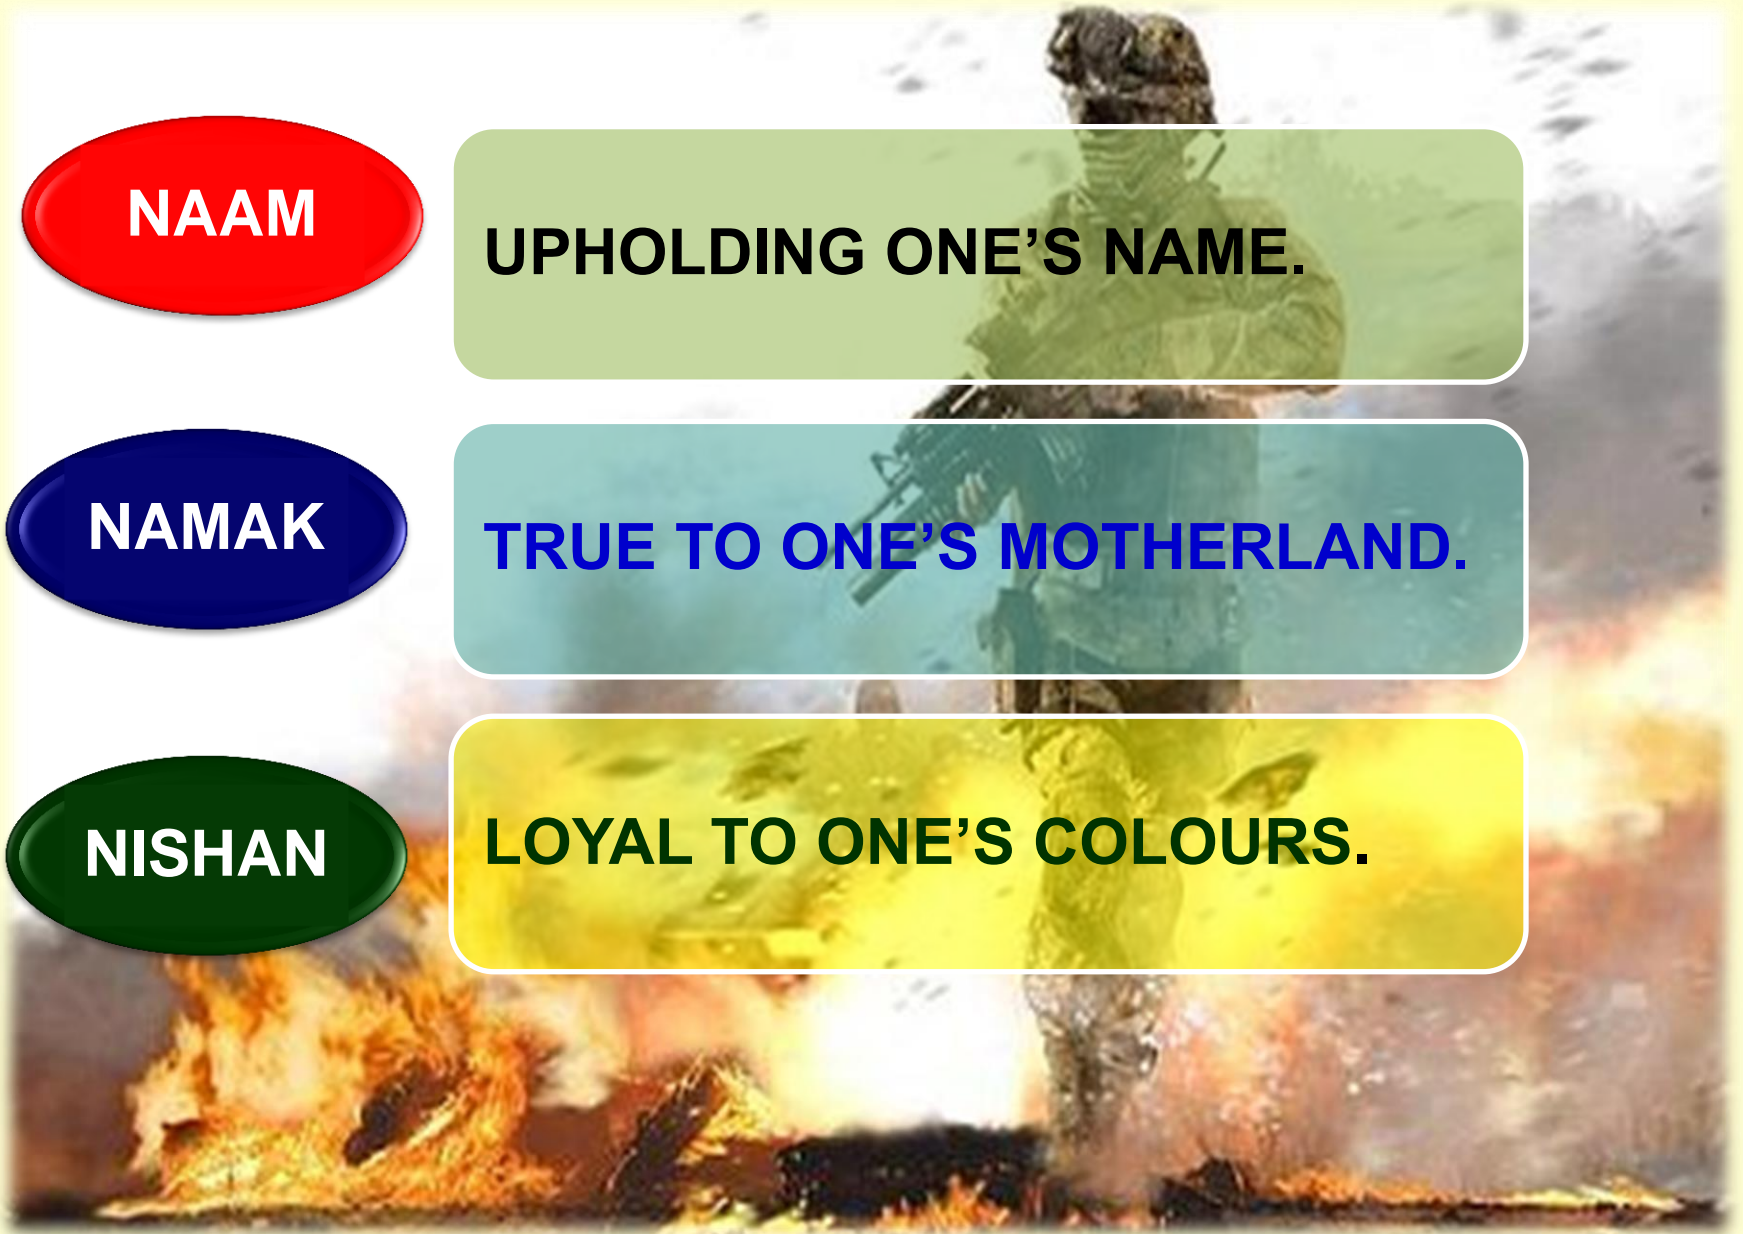 NAAM
UPHOLDING ONE’S NAME.
NAMAK
TRUE TO ONE’S MOTHERLAND.
NISHAN
LOYAL TO ONE’S COLOURS.